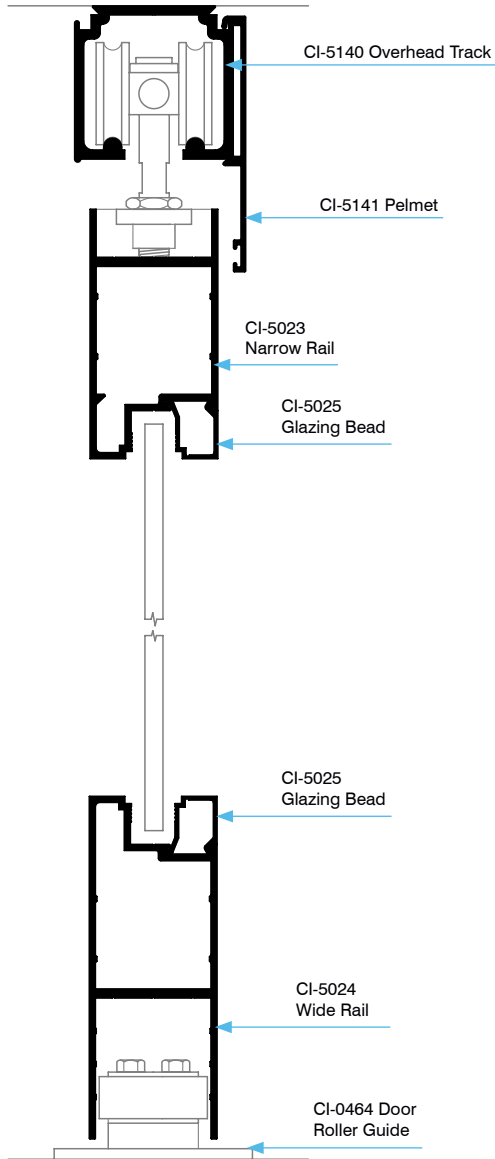 CI-5140 Overhead Track
CI-5141 Pelmet
CI-5023
Narrow Rail
CI-5025
Glazing Bead
CI-5025
Glazing Bead
CI-5024
Wide Rail
CI-0464 Door
Roller Guide